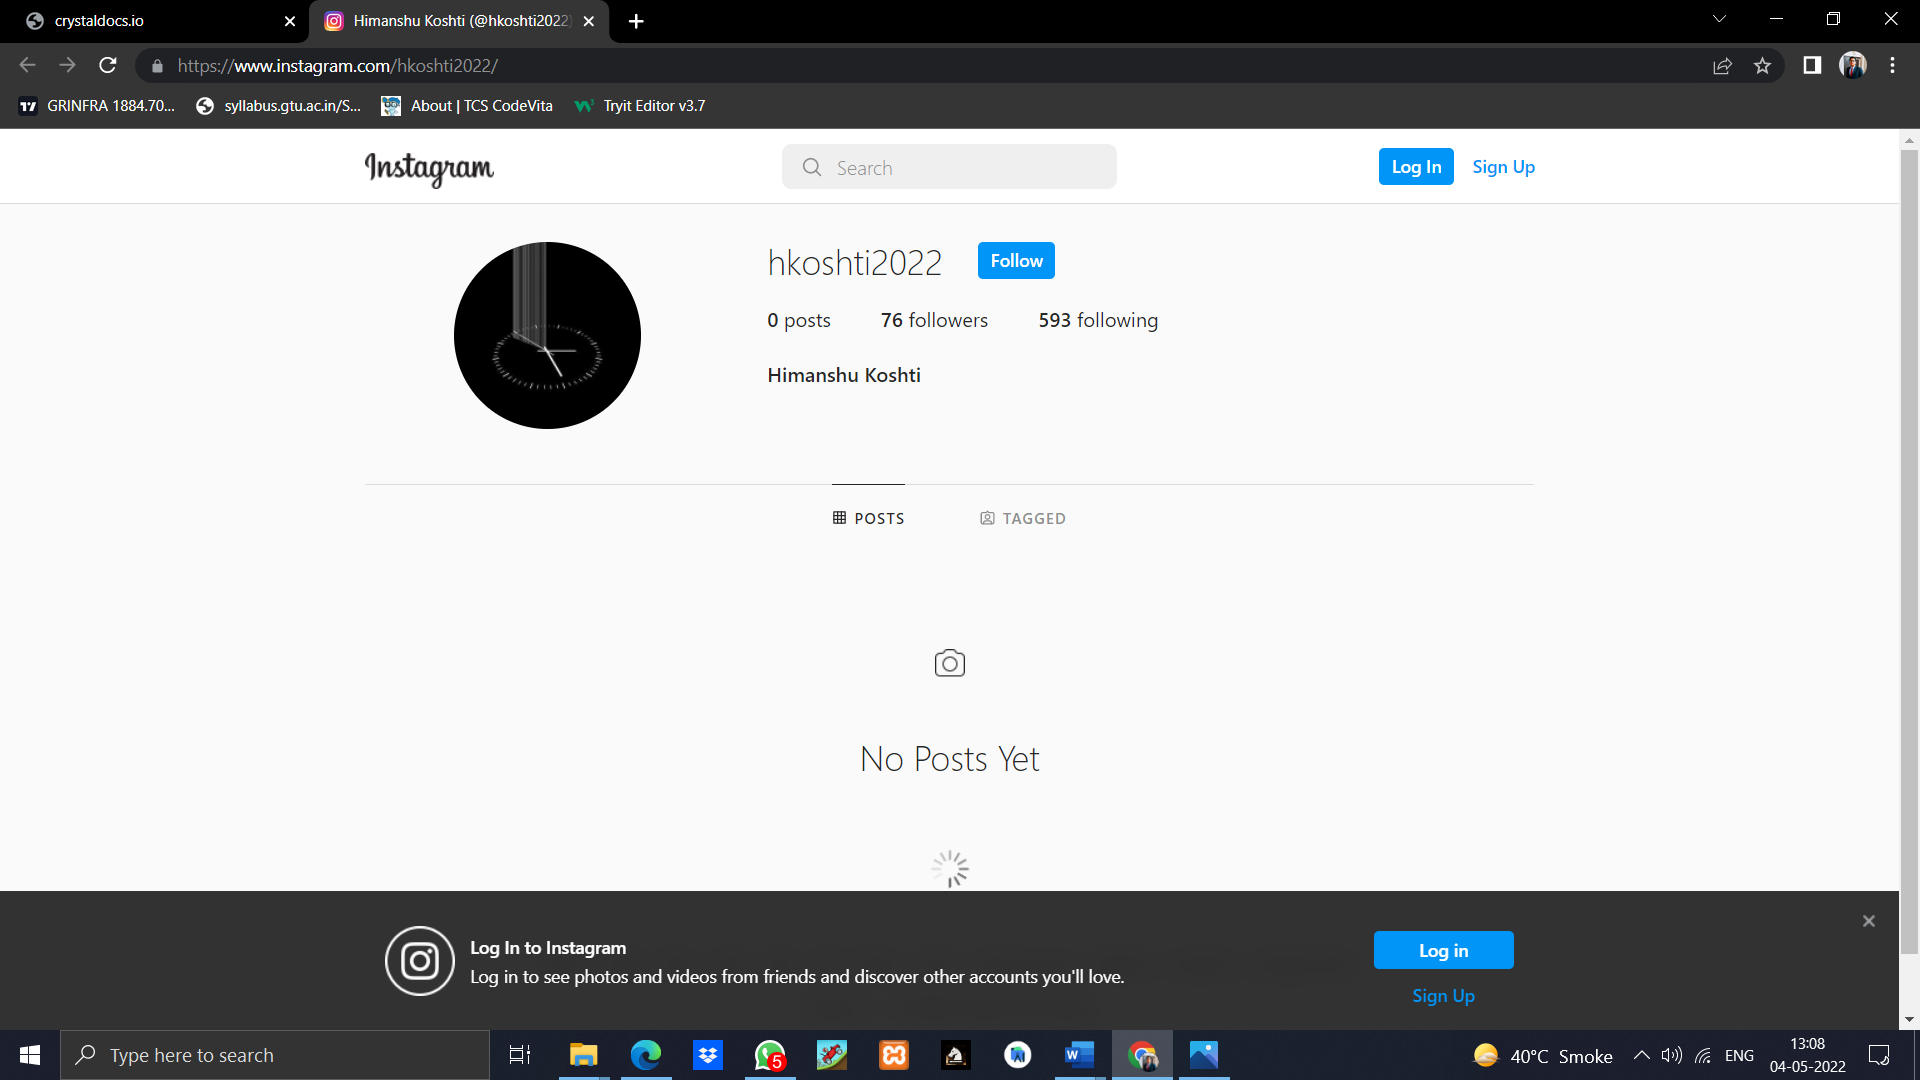 crystaldocs.io
Himanshu Koshti (@hkoshti2022)
https://www.instagram.com/hkoshti2022/
GRINFRA 1884.70... syllabus.gtu.ac.in/S... About | TCS CodeVita Tryit Editor v3.7
Instagram
Search
Log In Sign Up
hkoshti2022 Follow
0 posts 76 followers 593 following
Himanshu Koshti
POSTS TAGGED
No Posts Yet
Log In to Instagram
Log in to see photos and videos from friends and discover other accounts you'll love.
Log in
Sign Up
Type here to search
5
40°C Smoke
ENG
13:08
04-05-2022